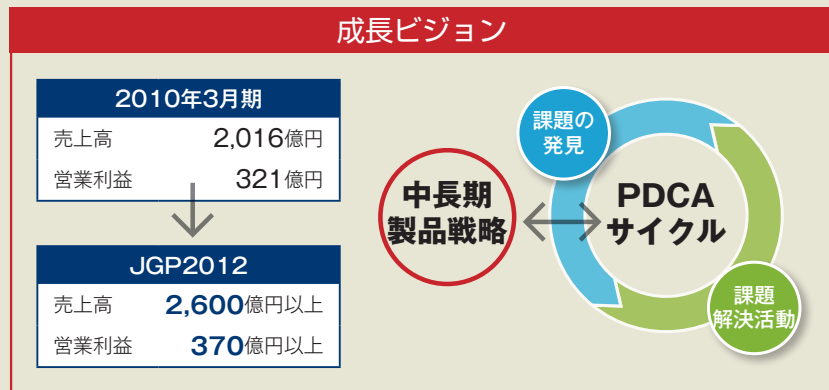 成長ビジョン
2010年3月期
売上高 2,016億円
営業利益 321億円
JGP2012
売上高 2,600億円以上
営業利益 370億円以上
中長期
製品戦略
課題の
発見
PDCA
サイクル
課題
解決活動